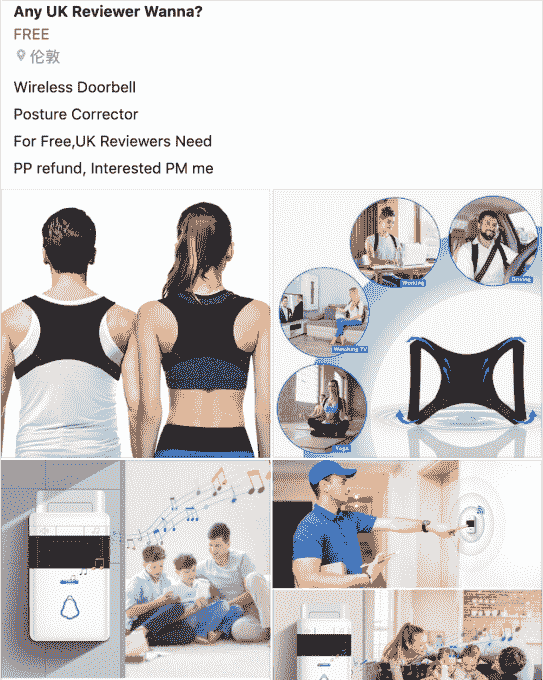 Any UK Reviewer Wanna?
FREE
伦敦
Wireless Doorbell
Posture Corrector
For Free,UK Reviewers Need
PP refund, Interested PM me
Working
Driving
Watching TV
Yoga